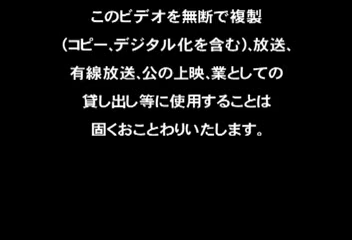 このビデオを無断で複製
(コピー、デジタル化を含む)、放送、
有線放送、公の上映、業としての
貸し出し等に使用することは
固くおことわりいたします。